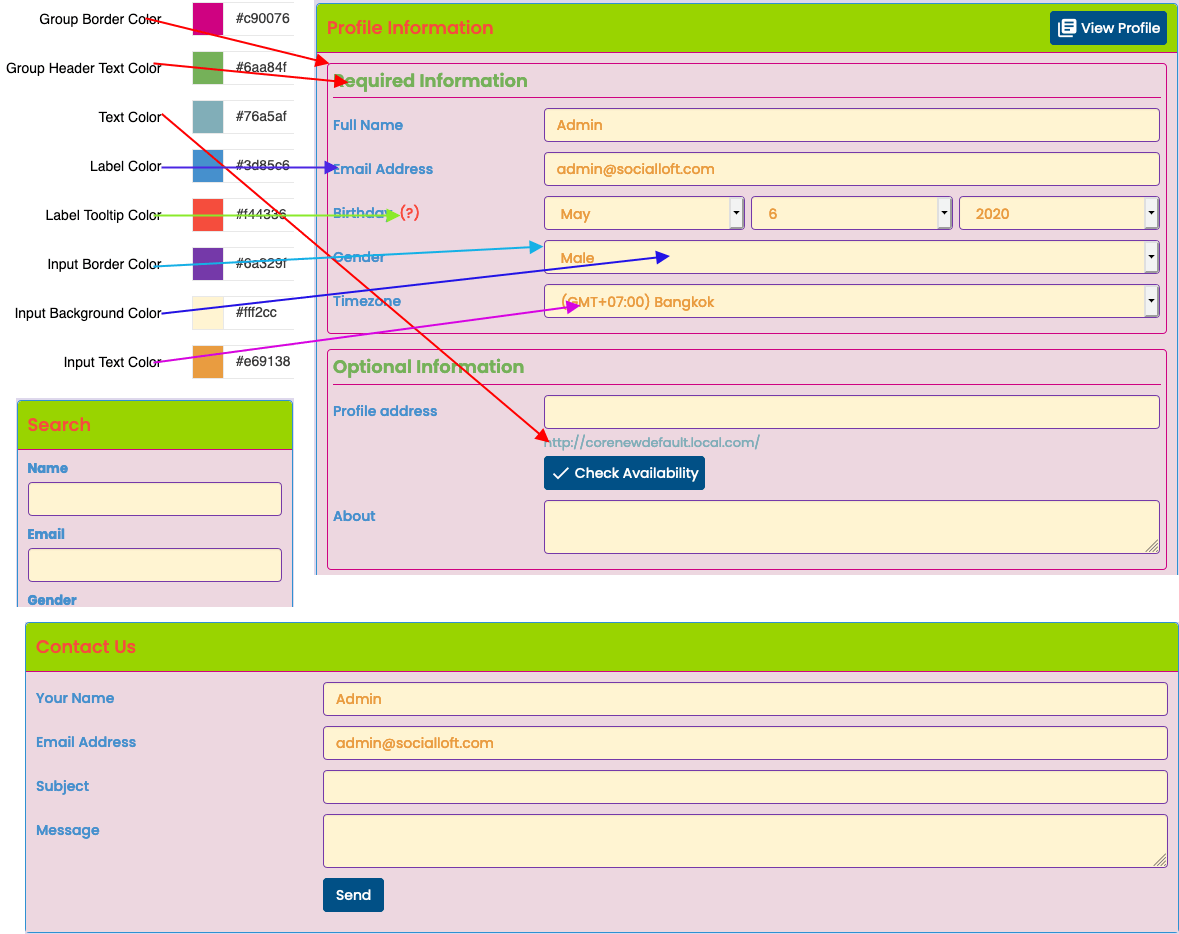 Group Border Color #c90076
Group Header Text Color #6aa84f
Text Color #76a5af
Label Color #3d85c6
Label Tooltip Color #f44336
Input Border Color #6a329f
Input Background Color #fff2cc
Input Text Color #e69138
Profile Information View Profile
Required Information
Full Name Admin
Email Address admin@socialloft.com
Birthday (?) May 6 2020
Gender Male
Timezone (GMT+07:00) Bangkok
Optional Information
Profile address
http://corenewdefault.local.com/
Check Availability
About
Search
Name
Email
Gender
Contact Us
Your Name Admin
Email Address admin@socialloft.com
Subject
Message
Send